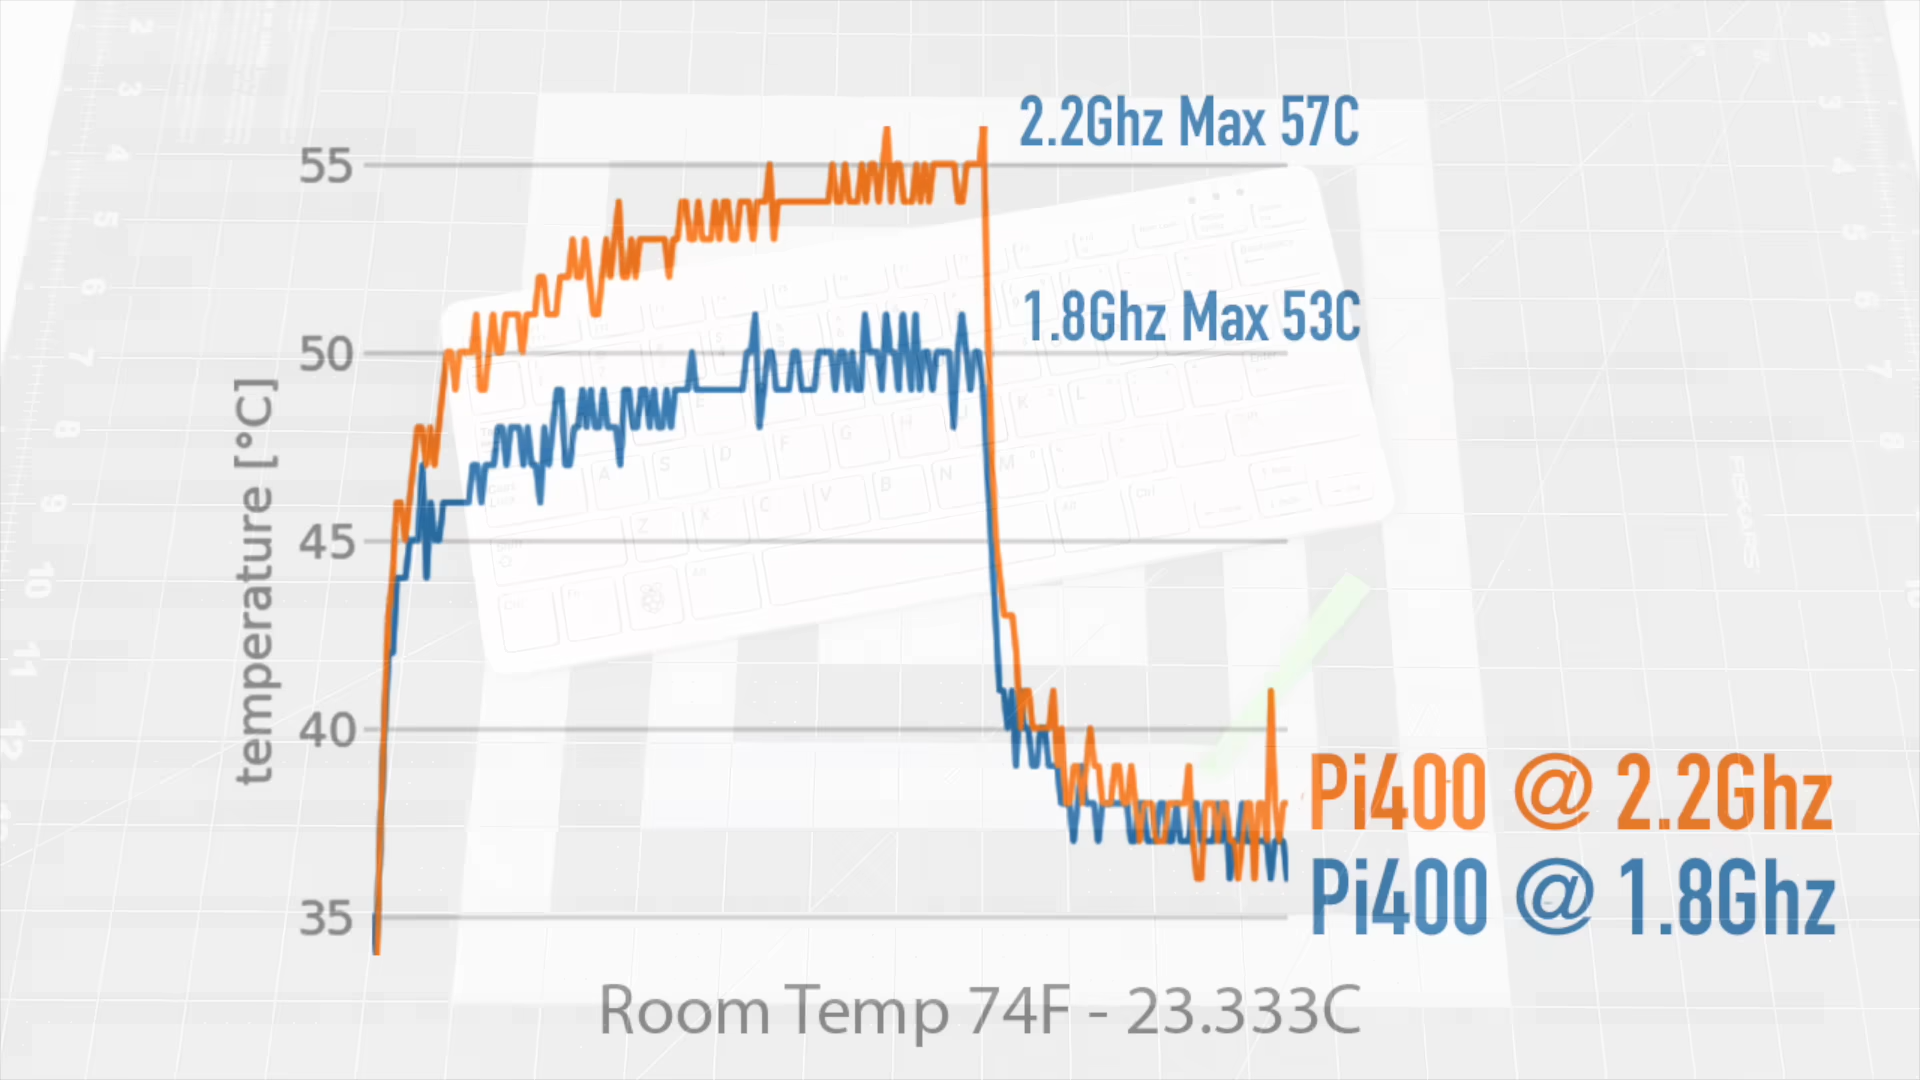 2.2Ghz Max 57C
55
1.8Ghz Max 53C
50
45
40
35
temperature [°C]
Pi400 @ 2.2Ghz
Pi400 @ 1.8Ghz
Room Temp 74F - 23.333C